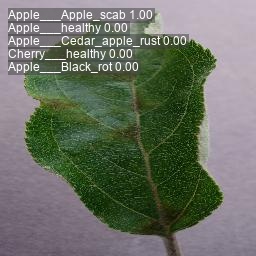 Apple___Apple_scab 1.00
Apple___healthy 0.00
Apple___Cedar_apple_rust 0.00
Cherry___healthy 0.00
Apple___Black_rot 0.00